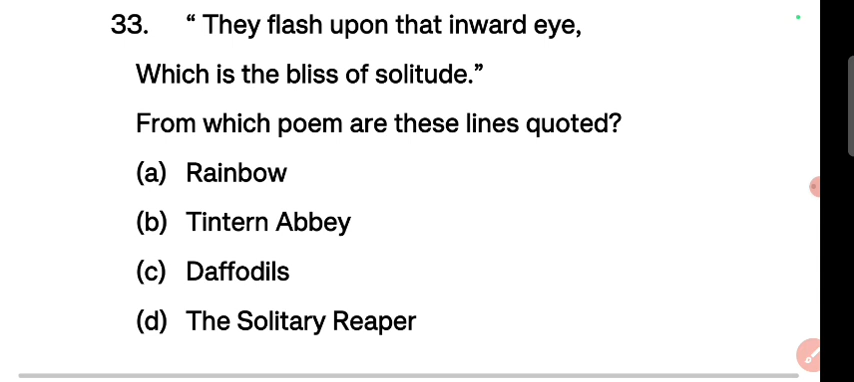 33. “ They flash upon that inward eye,
Which is the bliss of solitude.”
From which poem are these lines quoted?
(a) Rainbow
(b) Tintern Abbey
(c) Daffodils
(d) The Solitary Reaper